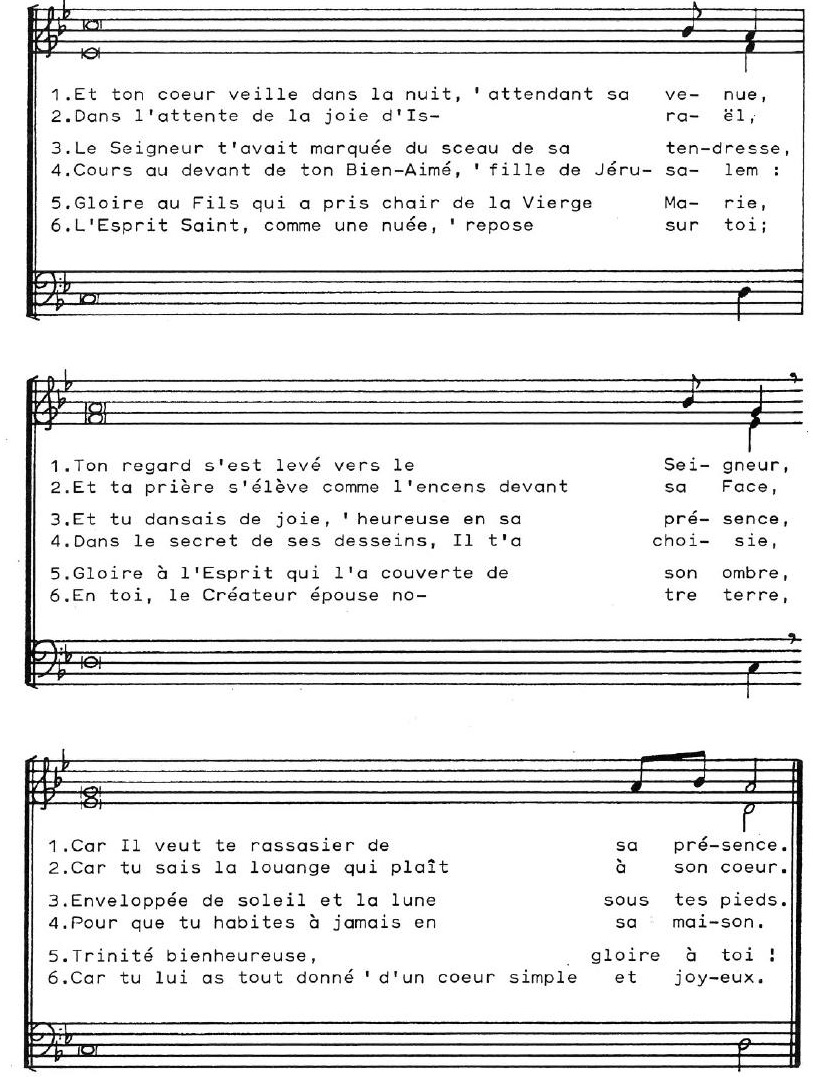 1.Et ton coeur veille dans la nuit, 'attendant sa ve- nue,
2.Dans l'attente de la joie d'Is- ra- ël,
3.Le Seigneur t'avait marquée du sceau de sa ten-dresse,
4.Cours au devant de ton Bien-Aimé, 'fille de Jéru- sa- lem :
5.Gloire au Fils qui a pris chair de la Vierge Ma- rie,
6.L'Esprit Saint, comme une nuée, 'repose sur toi;
1.Ton regard s'est levé vers le Sei- gneur,
2.Et ta prière s'élève comme l'encens devant sa Face,
3.Et tu dansais de joie, 'heureuse en sa pré- sence,
4.Dans le secret de ses desseins, Il t'a choi- sie,
5.Gloire à l'Esprit qui l'a couverte de son ombre,
6.En toi, le Créateur épouse no- tre terre,
1.Car Il veut te rassasier de sa pré-sence.
2.Car tu sais la louange qui plaît à son coeur.
3.Enveloppée de soleil et la lune sous tes pieds.
4.Pour que tu habites à jamais en sa mai-son.
5.Trinité bienheureuse, gloire à toi !
6.Car tu lui as tout donné 'd'un coeur simple et joy-eux.